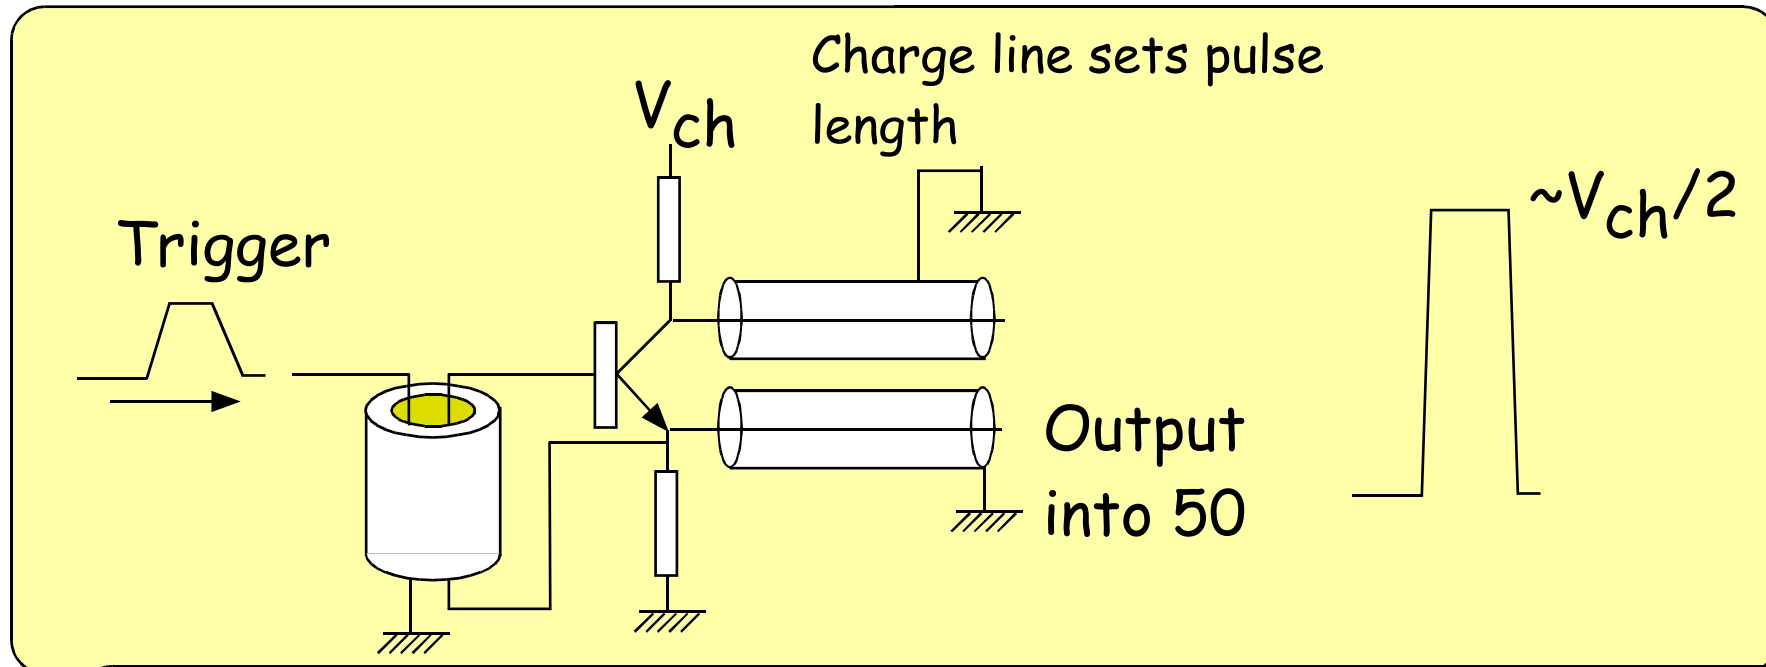 Charge line sets pulse
length
Vch
Trigger
~Vch/2
Output
into 50